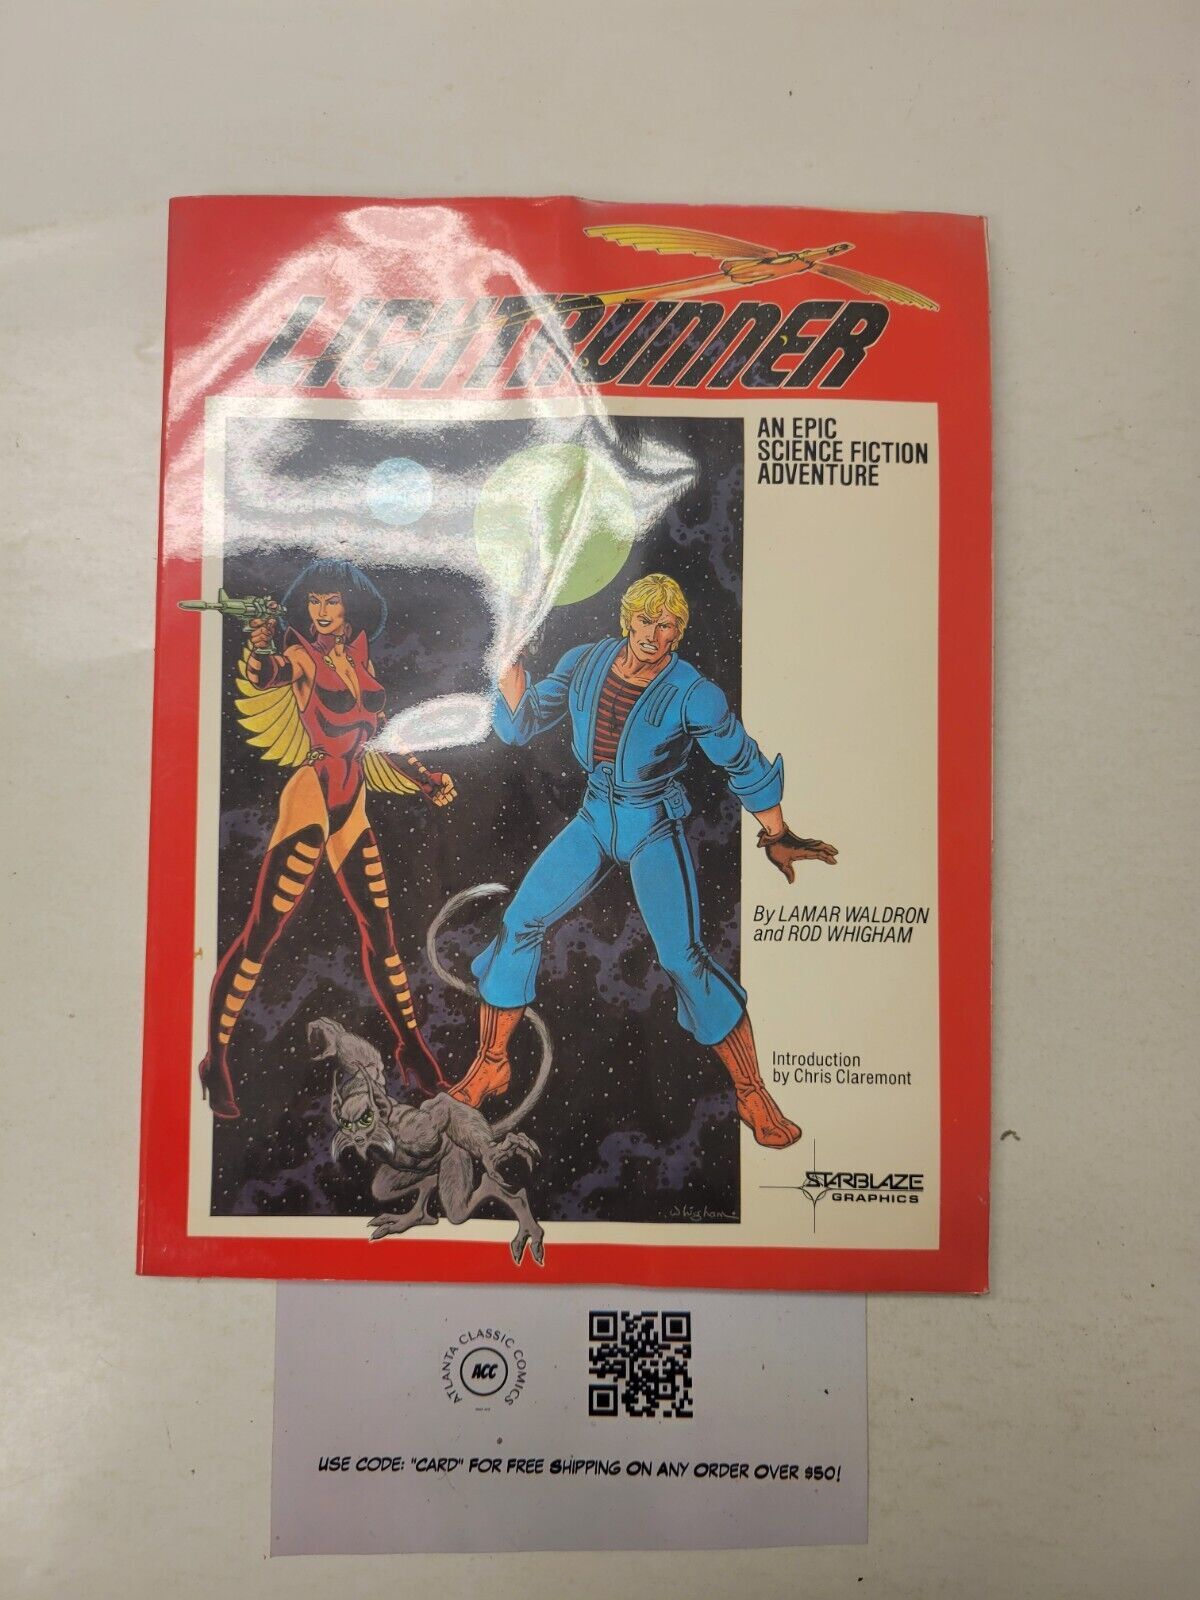 LIGHTRUNNER
AN EPIC
SCIENCE FICTION
ADVENTURE
By LAMAR WALDRON
and ROD WHIGHAM
Introduction
by Chris Claremont
STARBLAZE
GRAPHICS
Whigham
ATLANTA CLASSIC COMICS
ACC
USE CODE: "CARD" FOR FREE SHIPPING ON ANY ORDER OVER $50!